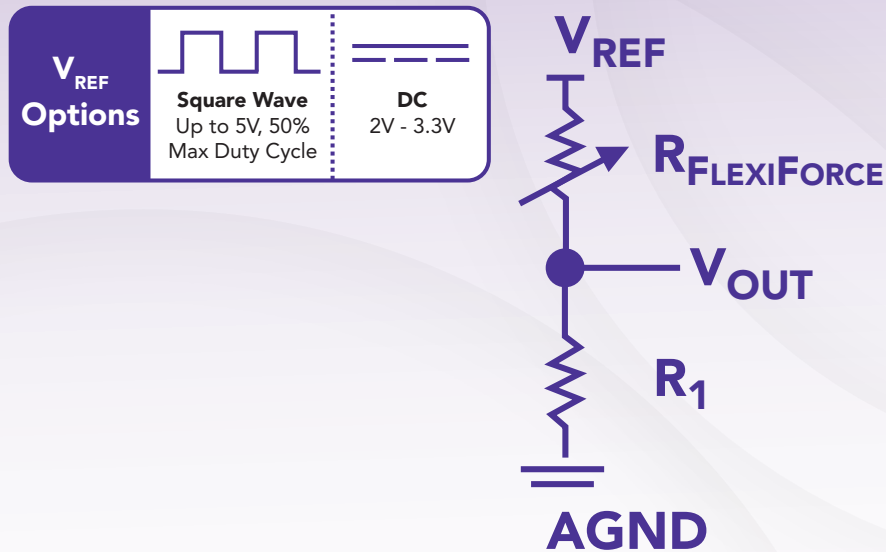 VREF
Options
Square Wave
Up to 5V, 50%
Max Duty Cycle
DC
2V - 3.3V
VREF
RFLEXIFORCE
VOUT
R1
AGND